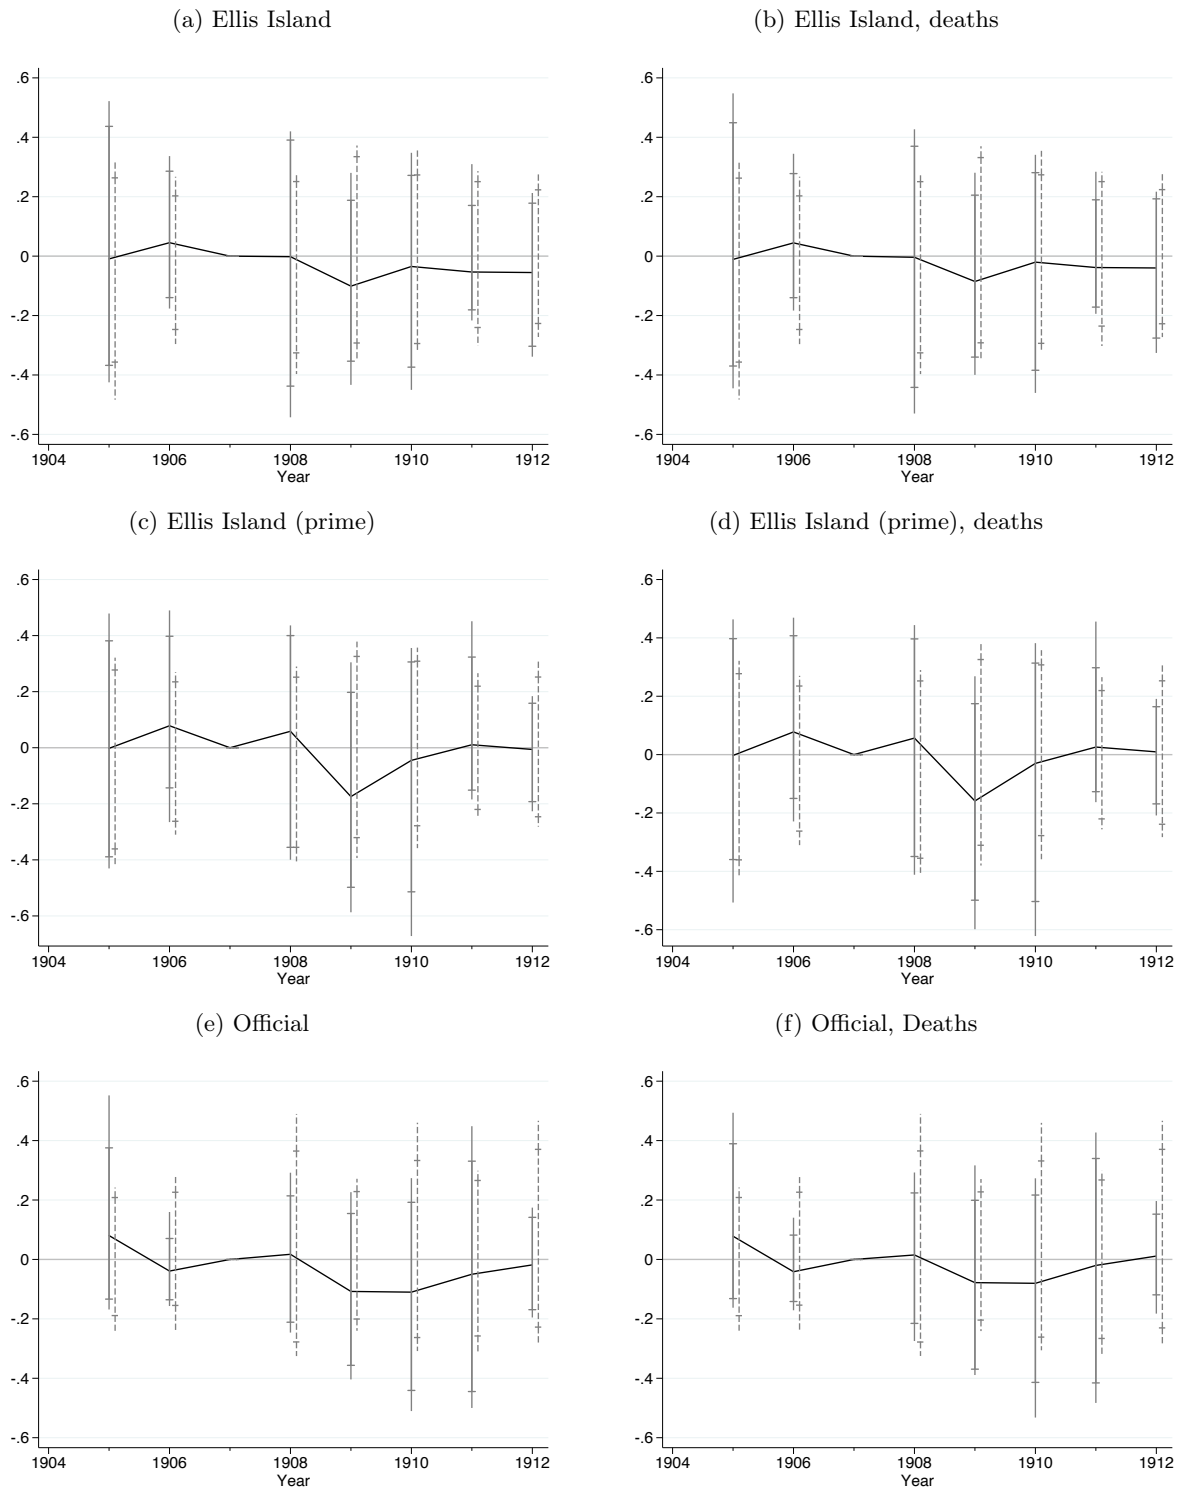 (a) Ellis Island
(b) Ellis Island, deaths
.6
.4
.2
0
-.2
-.4
-.6
1904 1906 1908 1910 1912
Year
.6
.4
.2
0
-.2
-.4
-.6
1904 1906 1908 1910 1912
Year
(c) Ellis Island (prime)
(d) Ellis Island (prime), deaths
.6
.4
.2
0
-.2
-.4
-.6
1904 1906 1908 1910 1912
Year
.6
.4
.2
0
-.2
-.4
-.6
1904 1906 1908 1910 1912
Year
(e) Official
(f) Official, Deaths
.6
.4
.2
0
-.2
-.4
-.6
1904 1906 1908 1910 1912
Year
.6
.4
.2
0
-.2
-.4
-.6
1904 1906 1908 1910 1912
Year